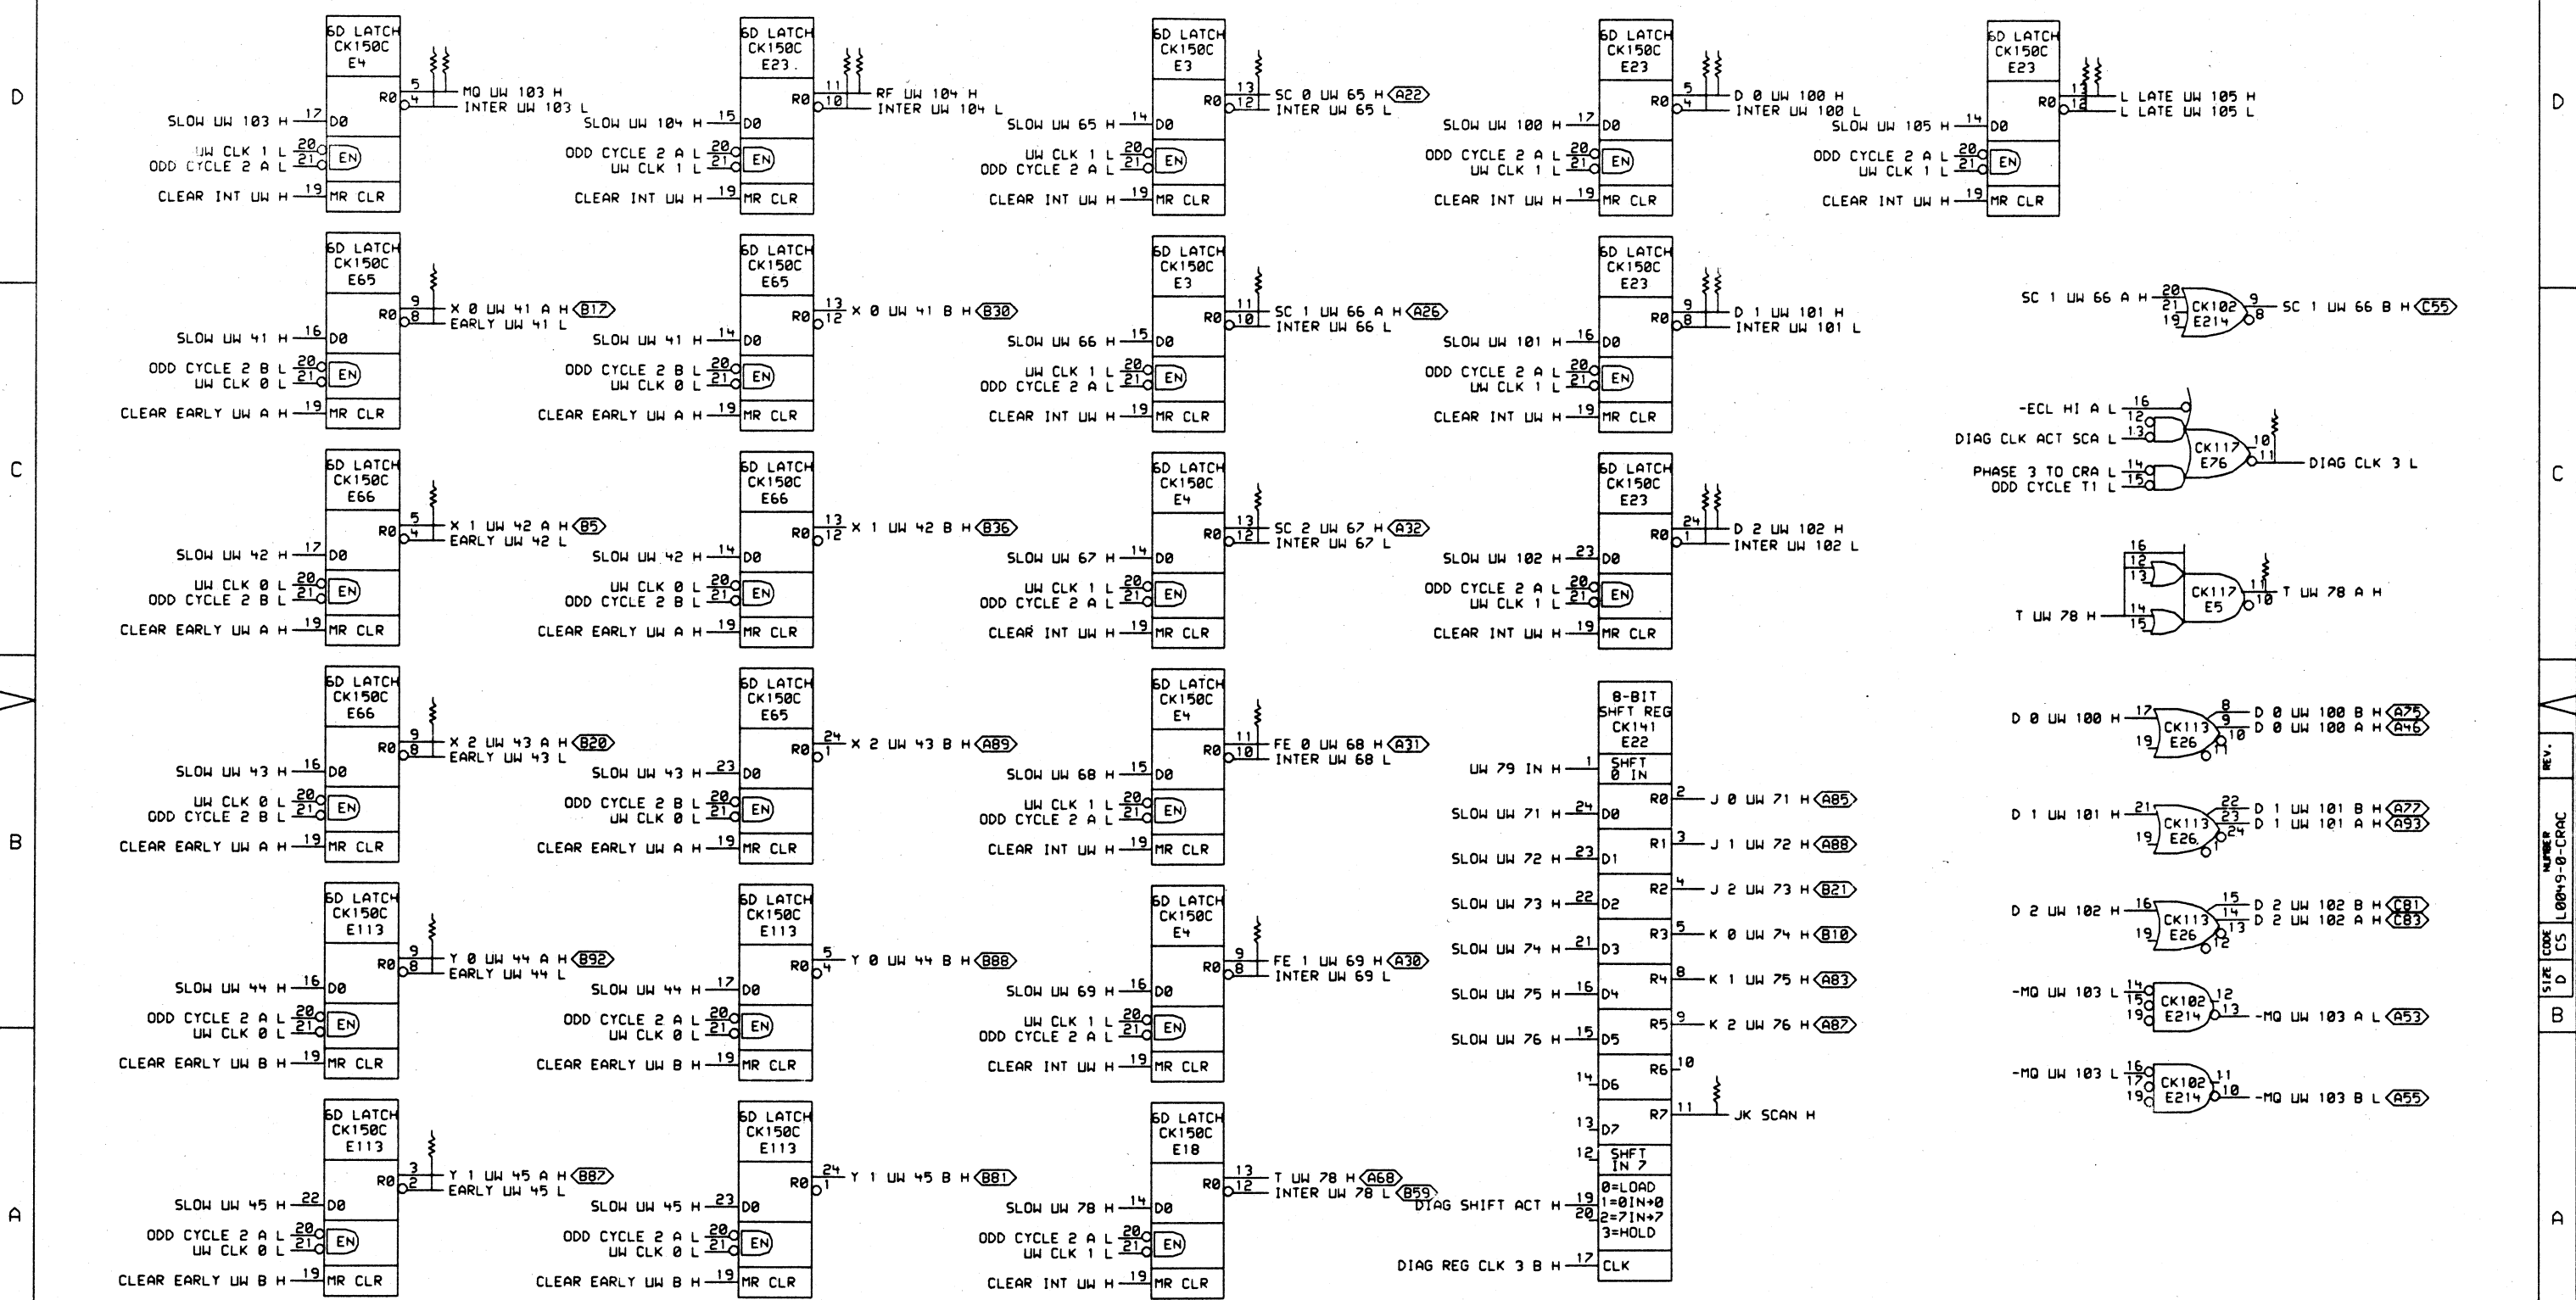 D
6D LATCH
CK150C
E4
R0
5
4
MQ UW 103 H
INTER UW 103 L
SLOW UW 103 H 17 D0
UW CLK 1 L 20
ODD CYCLE 2 A L 21
EN
CLEAR INT UW H 19 MR CLR
6D LATCH
CK150C
E23
R0
11
10
RF UW 104 H
INTER UW 104 L
SLOW UW 104 H 15 D0
ODD CYCLE 2 A L 20
UW CLK 1 L 21
EN
CLEAR INT UW H 19 MR CLR
6D LATCH
CK150C
E3
R0
13
12
SC 0 UW 65 H A22
INTER UW 65 L
SLOW UW 65 H 14 D0
UW CLK 1 L 20
ODD CYCLE 2 A L 21
EN
CLEAR INT UW H 19 MR CLR
6D LATCH
CK150C
E23
R0
5
4
D 0 UW 100 H
INTER UW 100 L
SLOW UW 100 H 17 D0
ODD CYCLE 2 A L 20
UW CLK 1 L 21
EN
CLEAR INT UW H 19 MR CLR
6D LATCH
CK150C
E23
R0
13
12
L LATE UW 105 H
L LATE UW 105 L
SLOW UW 105 H 14 D0
ODD CYCLE 2 A L 20
UW CLK 1 L 21
EN
CLEAR INT UW H 19 MR CLR
D
6D LATCH
CK150C
E65
R0
9
8
X 0 UW 41 A H B17
EARLY UW 41 L
SLOW UW 41 H 16 D0
ODD CYCLE 2 B L 20
UW CLK 0 L 21
EN
CLEAR EARLY UW A H 19 MR CLR
6D LATCH
CK150C
E65
R0
13
12
X 0 UW 41 B H B30
SLOW UW 41 H 14 D0
ODD CYCLE 2 B L 20
UW CLK 0 L 21
EN
CLEAR EARLY UW A H 19 MR CLR
6D LATCH
CK150C
E3
R0
11
10
SC 1 UW 66 A H A26
INTER UW 66 L
SLOW UW 66 H 15 D0
UW CLK 1 L 20
ODD CYCLE 2 A L 21
EN
CLEAR INT UW H 19 MR CLR
6D LATCH
CK150C
E23
R0
9
8
D 1 UW 101 H
INTER UW 101 L
SLOW UW 101 H 16 D0
ODD CYCLE 2 A L 20
UW CLK 1 L 21
EN
CLEAR INT UW H 19 MR CLR
SC 1 UW 66 A H 20
21
19
CK102
E214
9
8
SC 1 UW 66 B H C55
-ECL HI A L 16
12
DIAG CLK ACT SCA L 13
PHASE 3 TO CRA L 14
ODD CYCLE T1 L 15
CK117
E76
10
11
DIAG CLK 3 L
C
6D LATCH
CK150C
E66
R0
5
4
X 1 UW 42 A H B5
EARLY UW 42 L
SLOW UW 42 H 17 D0
UW CLK 0 L 20
ODD CYCLE 2 B L 21
EN
CLEAR EARLY UW A H 19 MR CLR
6D LATCH
CK150C
E66
R0
13
12
X 1 UW 42 B H B36
SLOW UW 42 H 14 D0
UW CLK 0 L 20
ODD CYCLE 2 B L 21
EN
CLEAR EARLY UW A H 19 MR CLR
6D LATCH
CK150C
E4
R0
13
12
SC 2 UW 67 H A32
INTER UW 67 L
SLOW UW 67 H 14 D0
UW CLK 1 L 20
ODD CYCLE 2 A L 21
EN
CLEAR INT UW H 19 MR CLR
6D LATCH
CK150C
E23
R0
24
1
D 2 UW 102 H
INTER UW 102 L
SLOW UW 102 H 23 D0
ODD CYCLE 2 A L 20
UW CLK 1 L 21
EN
CLEAR INT UW H 19 MR CLR
C
16
12
13
T UW 78 H 14
15
CK117
E5
11
10
T UW 78 A H
6D LATCH
CK150C
E66
R0
9
8
X 2 UW 43 A H B20
EARLY UW 43 L
SLOW UW 43 H 16 D0
UW CLK 0 L 20
ODD CYCLE 2 B L 21
EN
CLEAR EARLY UW A H 19 MR CLR
6D LATCH
CK150C
E65
R0
24
1
X 2 UW 43 B H A89
SLOW UW 43 H 23 D0
ODD CYCLE 2 B L 20
UW CLK 0 L 21
EN
CLEAR EARLY UW A H 19 MR CLR
6D LATCH
CK150C
E4
R0
11
10
FE 0 UW 68 H A31
INTER UW 68 L
SLOW UW 68 H 15 D0
UW CLK 1 L 20
ODD CYCLE 2 A L 21
EN
CLEAR INT UW H 19 MR CLR
B
6D LATCH
CK150C
E113
R0
9
8
Y 0 UW 44 A H B92
EARLY UW 44 L
SLOW UW 44 H 16 D0
ODD CYCLE 2 A L 20
UW CLK 0 L 21
EN
CLEAR EARLY UW B H 19 MR CLR
6D LATCH
CK150C
E113
R0
5
4
Y 0 UW 44 B H B88
SLOW UW 44 H 17 D0
ODD CYCLE 2 A L 20
UW CLK 0 L 21
EN
CLEAR EARLY UW B H 19 MR CLR
6D LATCH
CK150C
E4
R0
9
8
FE 1 UW 69 H A30
INTER UW 69 L
SLOW UW 69 H 16 D0
UW CLK 1 L 20
ODD CYCLE 2 A L 21
EN
CLEAR INT UW H 19 MR CLR
A
6D LATCH
CK150C
E113
R0
3
2
Y 1 UW 45 A H B87
EARLY UW 45 L
SLOW UW 45 H 22 D0
ODD CYCLE 2 A L 20
UW CLK 0 L 21
EN
CLEAR EARLY UW B H 19 MR CLR
6D LATCH
CK150C
E113
R0
24
1
Y 1 UW 45 B H B81
SLOW UW 45 H 23 D0
ODD CYCLE 2 A L 20
UW CLK 0 L 21
EN
CLEAR EARLY UW B H 19 MR CLR
6D LATCH
CK150C
E18
R0
13
12
T UW 78 H A68
INTER UW 78 L B59
SLOW UW 78 H 14 D0
ODD CYCLE 2 A L 20
UW CLK 1 L 21
EN
CLEAR INT UW H 19 MR CLR
8-BIT
SHFT REG
CK141
E22
UW 79 IN H 1 SHFT
0 IN
R0 2 J 0 UW 71 H A85
SLOW UW 71 H 24 D0
R1 3 J 1 UW 72 H A88
SLOW UW 72 H 23 D1
R2 4 J 2 UW 73 H B21
SLOW UW 73 H 22 D2
R3 5 K 0 UW 74 H B10
SLOW UW 74 H 21 D3
R4 8 K 1 UW 75 H A83
SLOW UW 75 H 16 D4
R5 9 K 2 UW 76 H A87
SLOW UW 76 H 15 D5
R6 10
14 D6
R7 11 JK SCAN H
13 D7
12 SHFT
IN 7
DIAG SHIFT ACT H 19
20
0=LOAD
1=0IN→0
2=7IN→7
3=HOLD
DIAG REG CLK 3 B H 17 CLK
D 0 UW 100 H 17
19
CK113
E26
8 D 0 UW 100 B H A75
9 D 0 UW 100 A H A46
10
11
D 1 UW 101 H 21
19
CK113
E26
22 D 1 UW 101 B H A77
23 D 1 UW 101 A H A93
24
1
D 2 UW 102 H 16
19
CK113
E26
15 D 2 UW 102 B H C81
14 D 2 UW 102 A H C83
13
12
-MQ UW 103 L 14
15
19
CK102
E214
12
13 -MQ UW 103 A L A53
-MQ UW 103 L 16
17
19
CK102
E214
11
10 -MQ UW 103 B L A55
REV.
NUMBER
L0049-0-CRAC
CODE
CS
SIZE
D
B
A